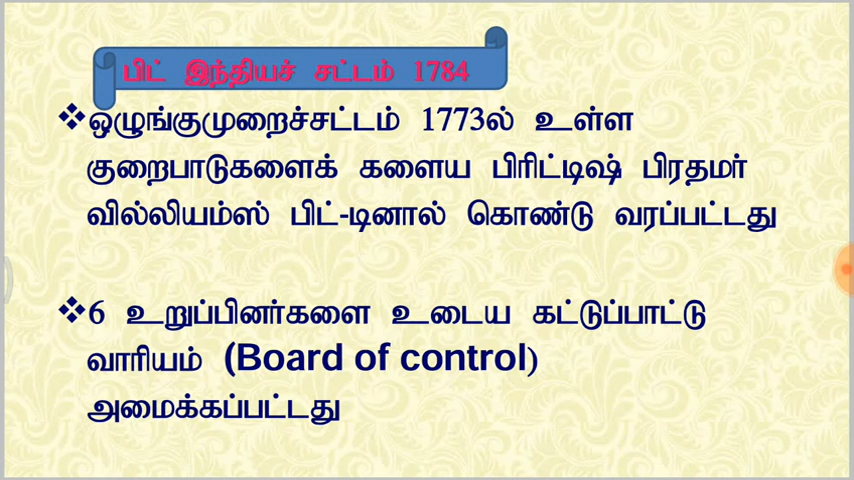 பிட் இந்தியச் சட்டம் 1784
❖ஒழுங்குமுறைச்சட்டம் 1773ல் உள்ள
குறைபாடுகளைக் களைய பிரிட்டிஷ் பிரதமர்
வில்லியம்ஸ் பிட்-டினால் கொண்டு வரப்பட்டது
❖6 உறுப்பினர்களை உடைய கட்டுப்பாட்டு
வாரியம் (Board of control)
அமைக்கப்பட்டது